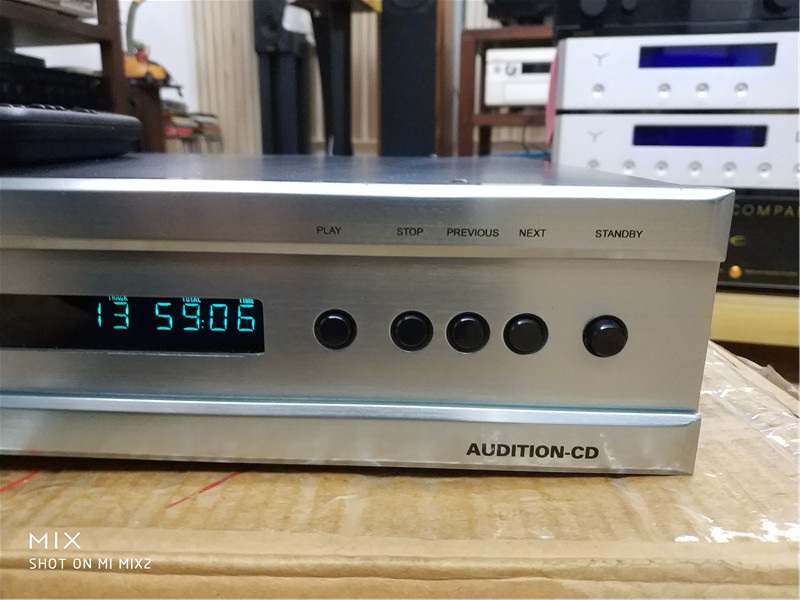 COMPA
PLAY STOP PREVIOUS NEXT STANDBY
TRACK TOTAL TIME
13 59:06
AUDITION-CD
MIX
SHOT ON MI MIX2